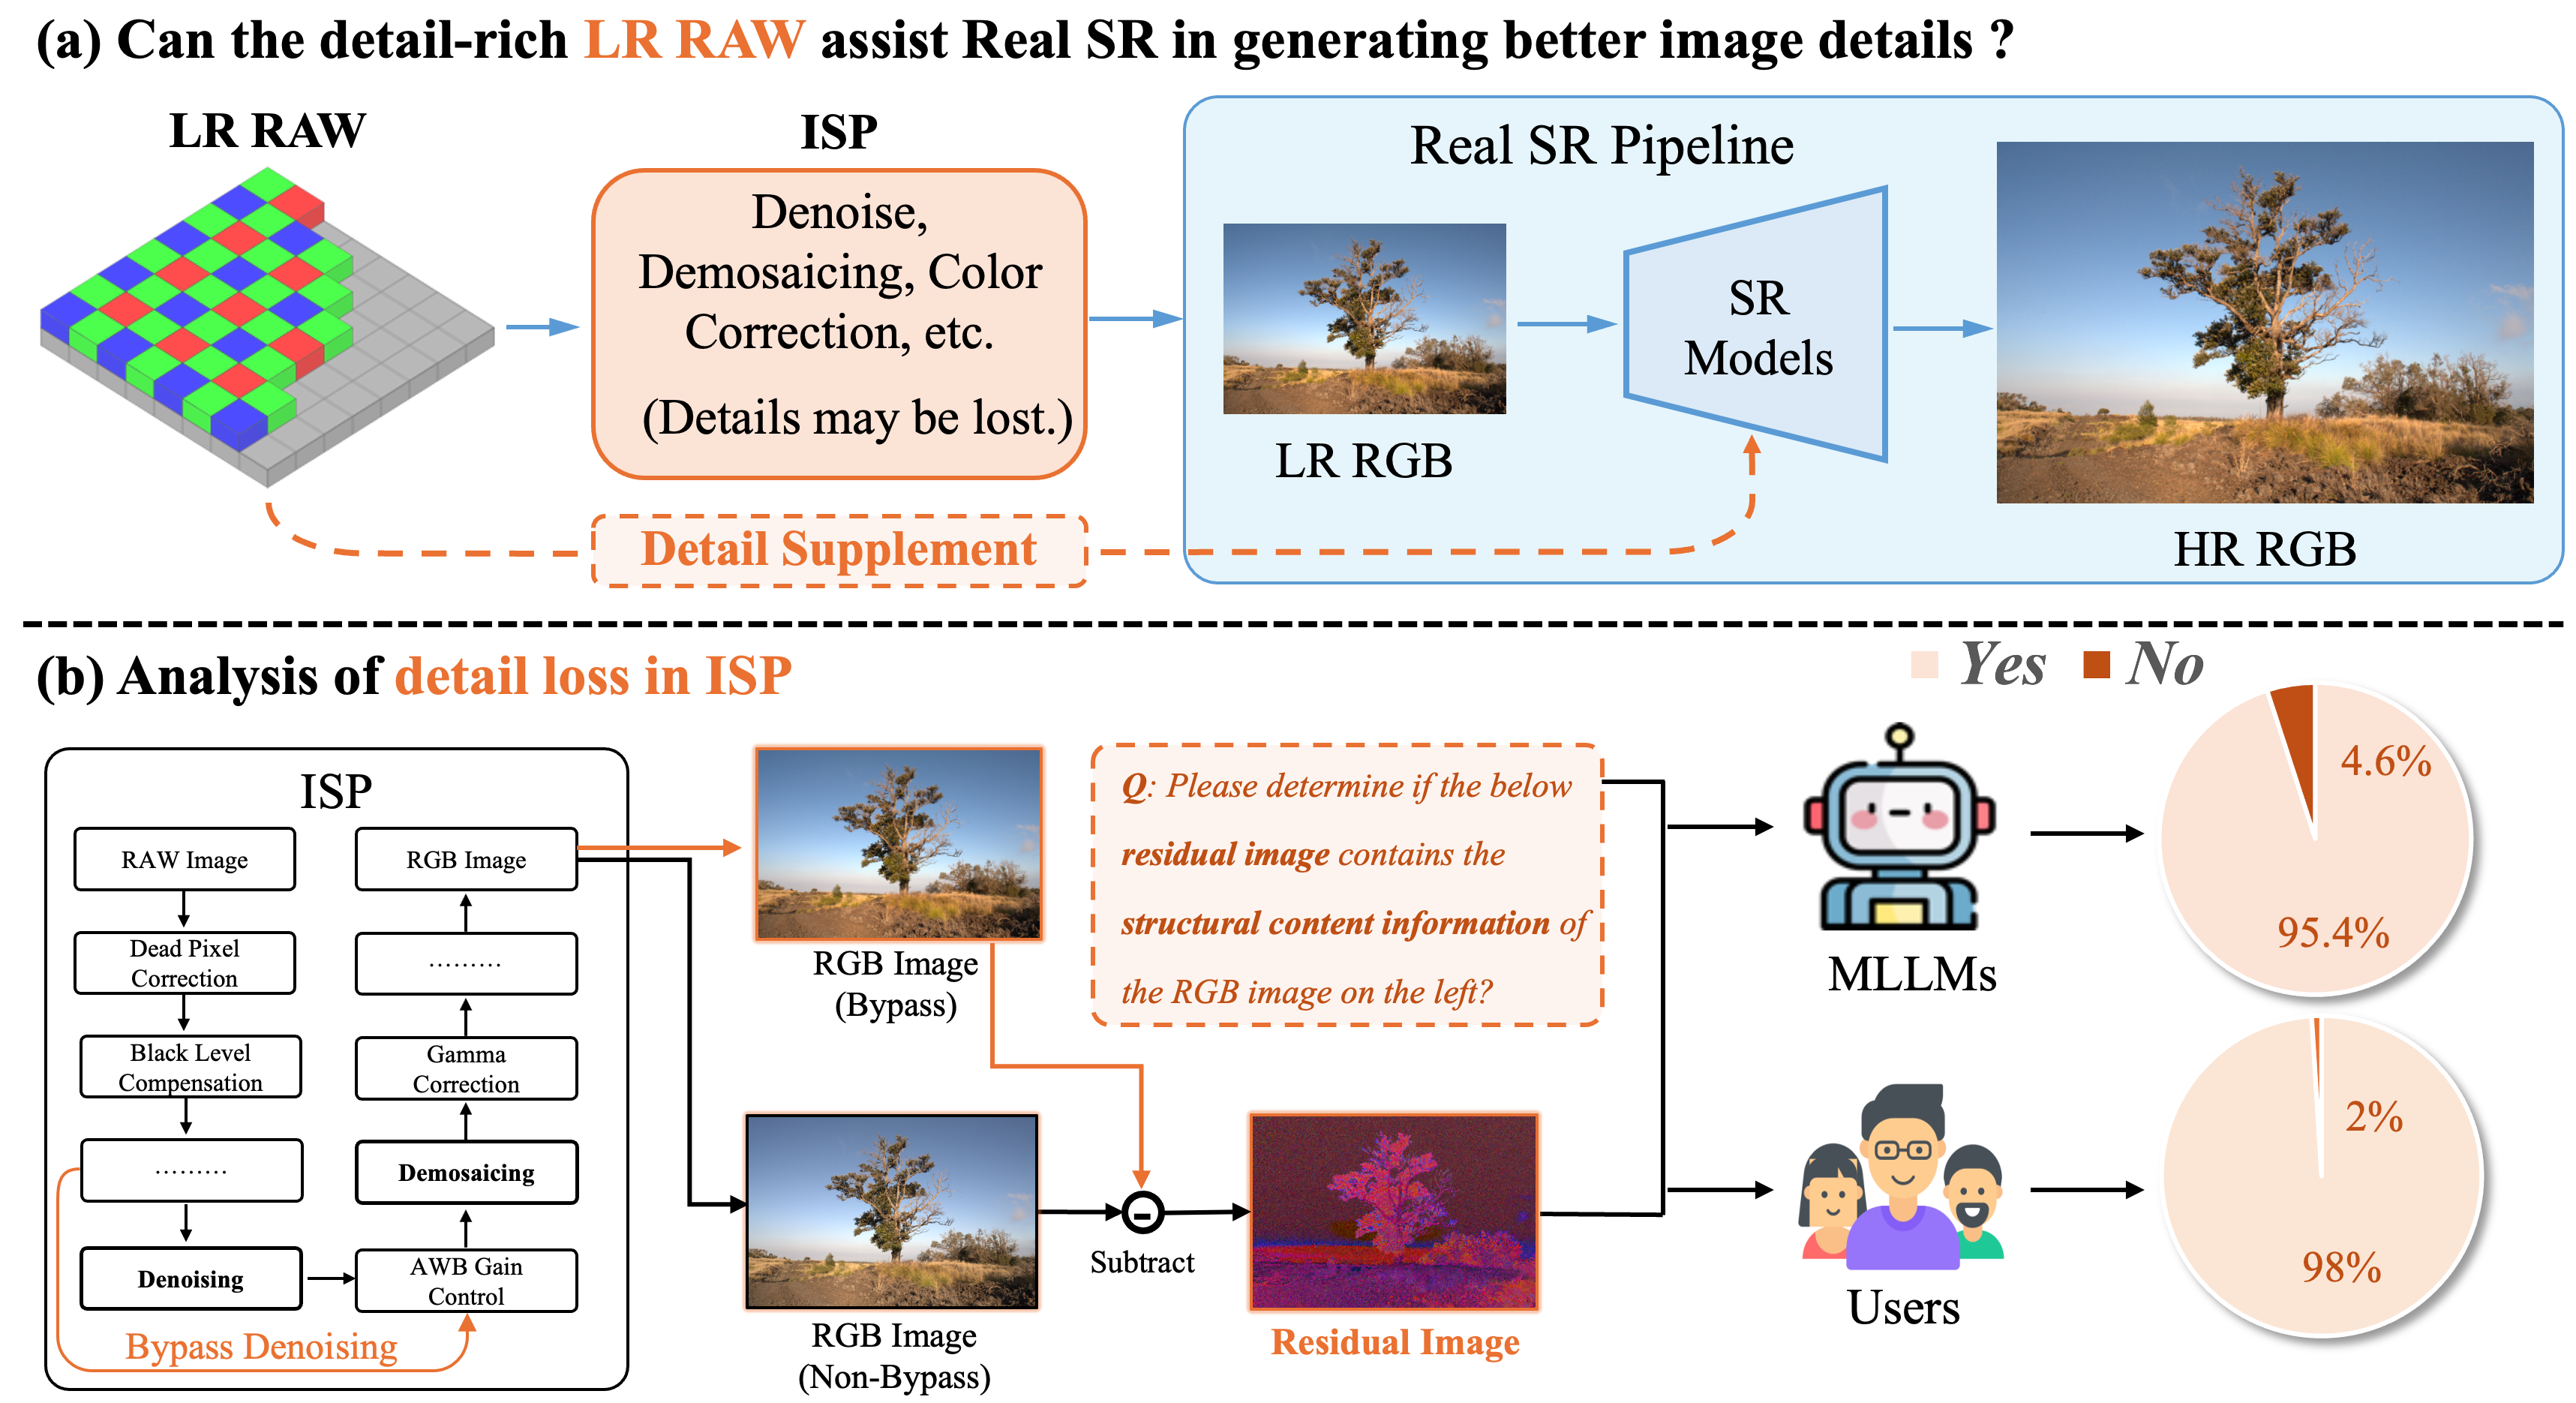 (a) Can the detail-rich LR RAW assist Real SR in generating better image details ?
LR RAW
ISP
Denoise,
Demosaicing, Color
Correction, etc.
(Details may be lost.)
Detail Supplement
Real SR Pipeline
LR RGB
SR
Models
HR RGB
(b) Analysis of detail loss in ISP
Yes No
ISP
RAW Image
Dead Pixel
Correction
Black Level
Compensation
.........
Denoising
Bypass Denoising
AWB Gain
Control
Demosaicing
Gamma
Correction
.........
RGB Image
RGB Image
(Bypass)
RGB Image
(Non-Bypass)
Subtract
Q: Please determine if the below
residual image contains the
structural content information of
the RGB image on the left?
Residual Image
MLLMs
4.6%
95.4%
Users
2%
98%